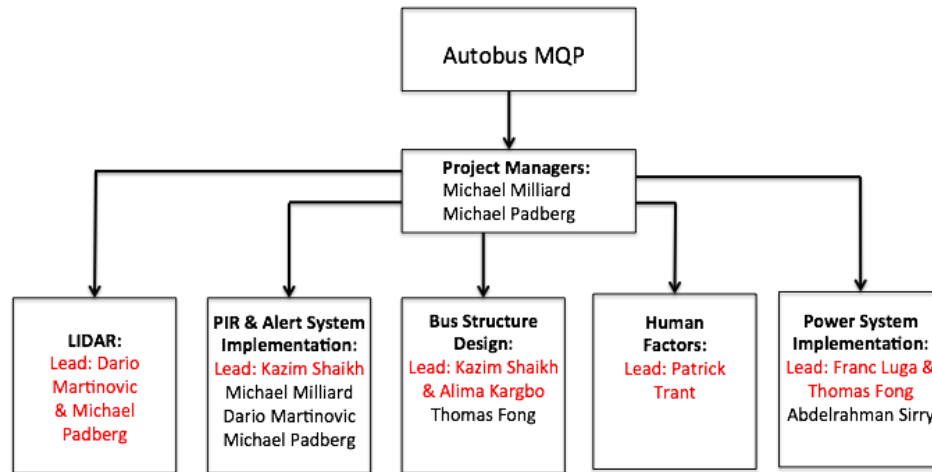 Autobus MQP
Project Managers:
Michael Milliard
Michael Padberg
LIDAR:
Lead: Dario
Martinovic
& Michael
Padberg
PIR & Alert System
Implementation:
Lead: Kazim Shaikh
Michael Milliard
Dario Martinovic
Michael Padberg
Bus Structure
Design:
Lead: Kazim Shaikh
& Alima Kargbo
Thomas Fong
Human
Factors:
Lead: Patrick
Trant
Power System
Implementation:
Lead: Franc Luga &
Thomas Fong
Abdelrahman Sirry